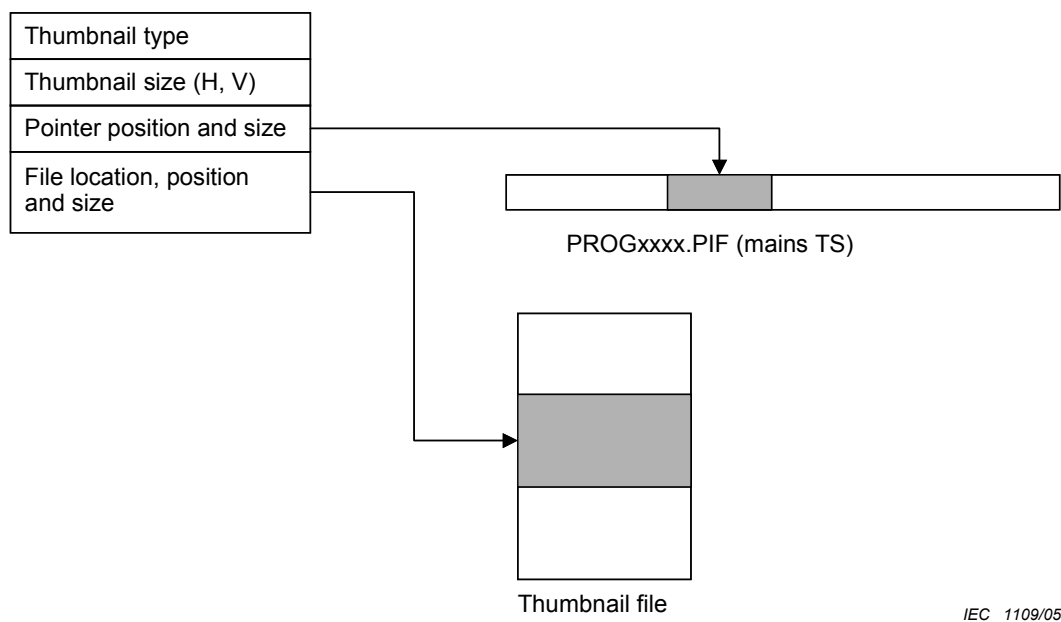 Thumbnail type
Thumbnail size (H, V)
Pointer position and size
File location, position
and size
PROGxxxx.PIF (mains TS)
Thumbnail file
IEC 1109/05